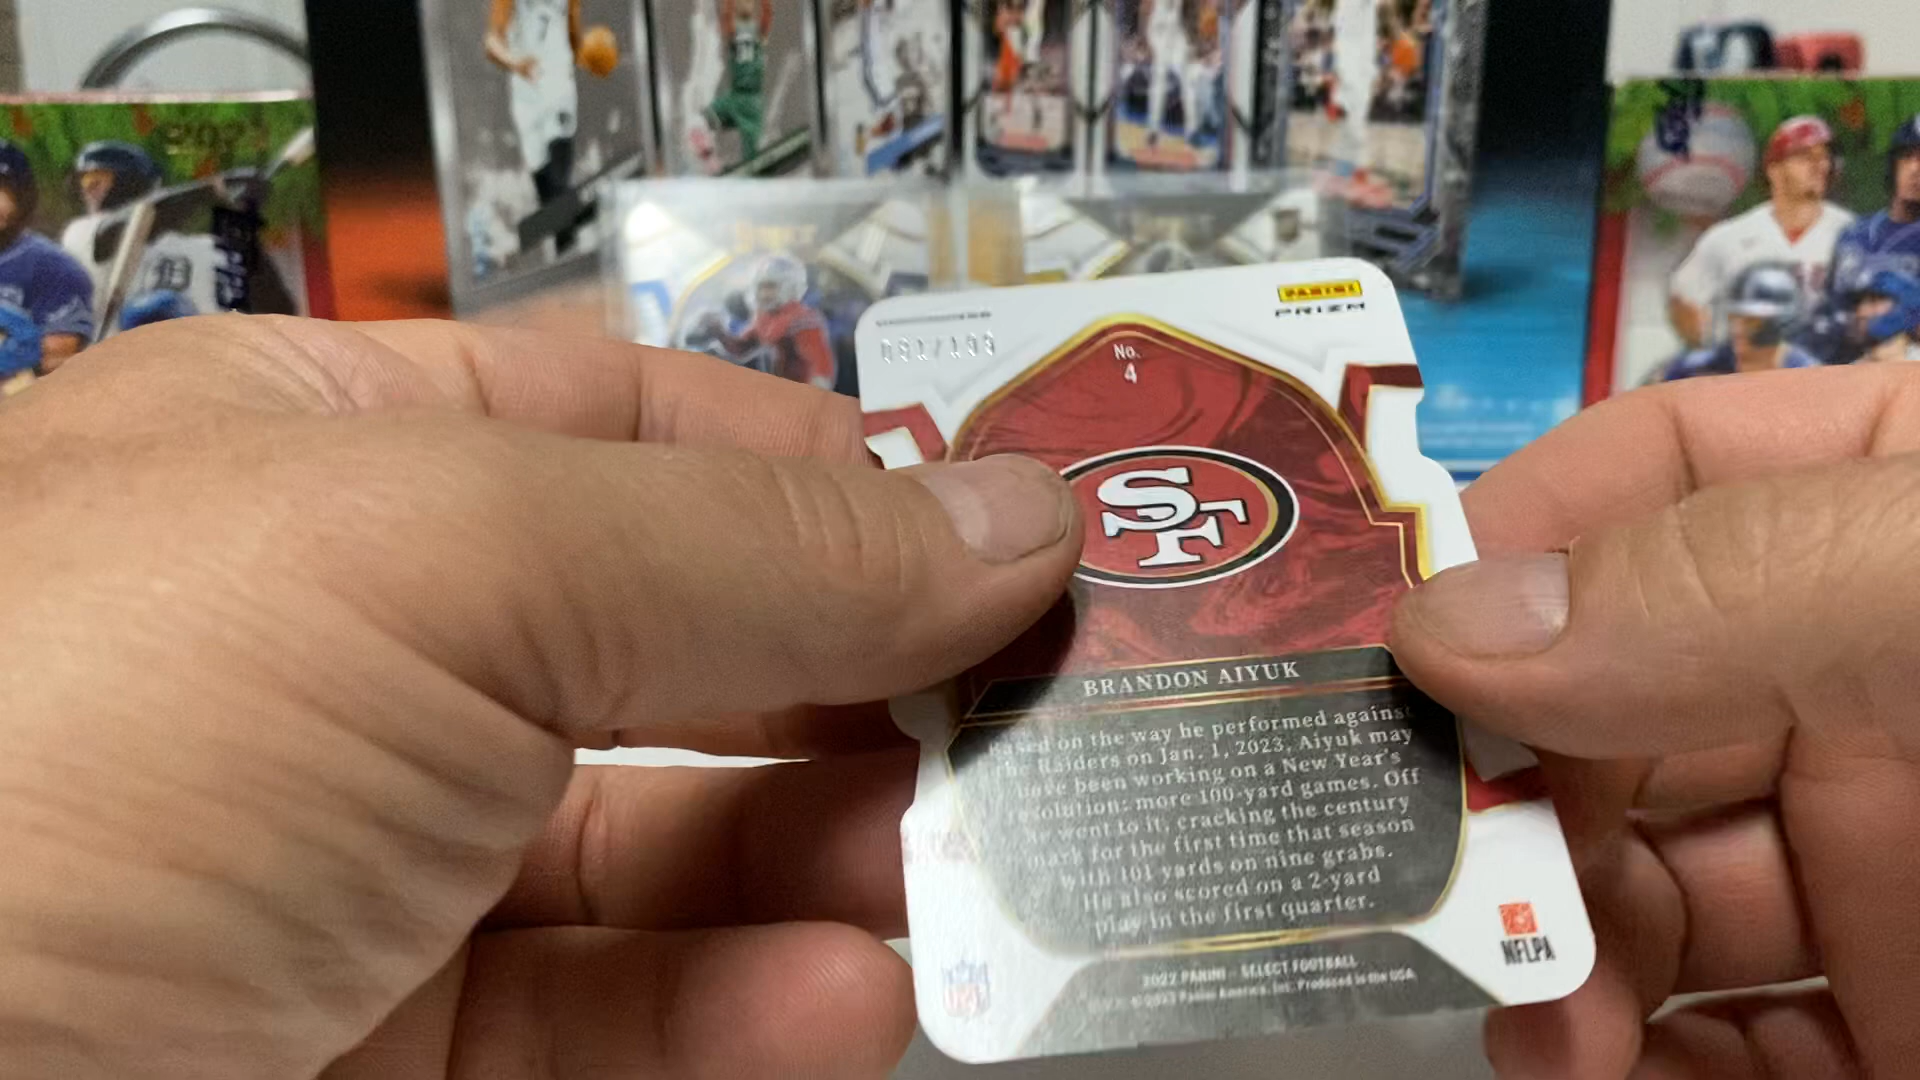 PANINI
PRIZM
No.
4
SF
BRANDON AIYUK
Based on the way he performed against
the Raiders on Jan. 1, 2023, Aiyuk may
have been working on a New Year's
resolution: more 100-yard games. Off
he went to it, cracking the century
mark for the first time that season
with 101 yards on nine grabs.
He also scored on a 2-yard
play in the first quarter.
2022 PANINI - SELECT FOOTBALL
© 2023 Panini America, Inc. Produced in the USA
NFL
NFLPA